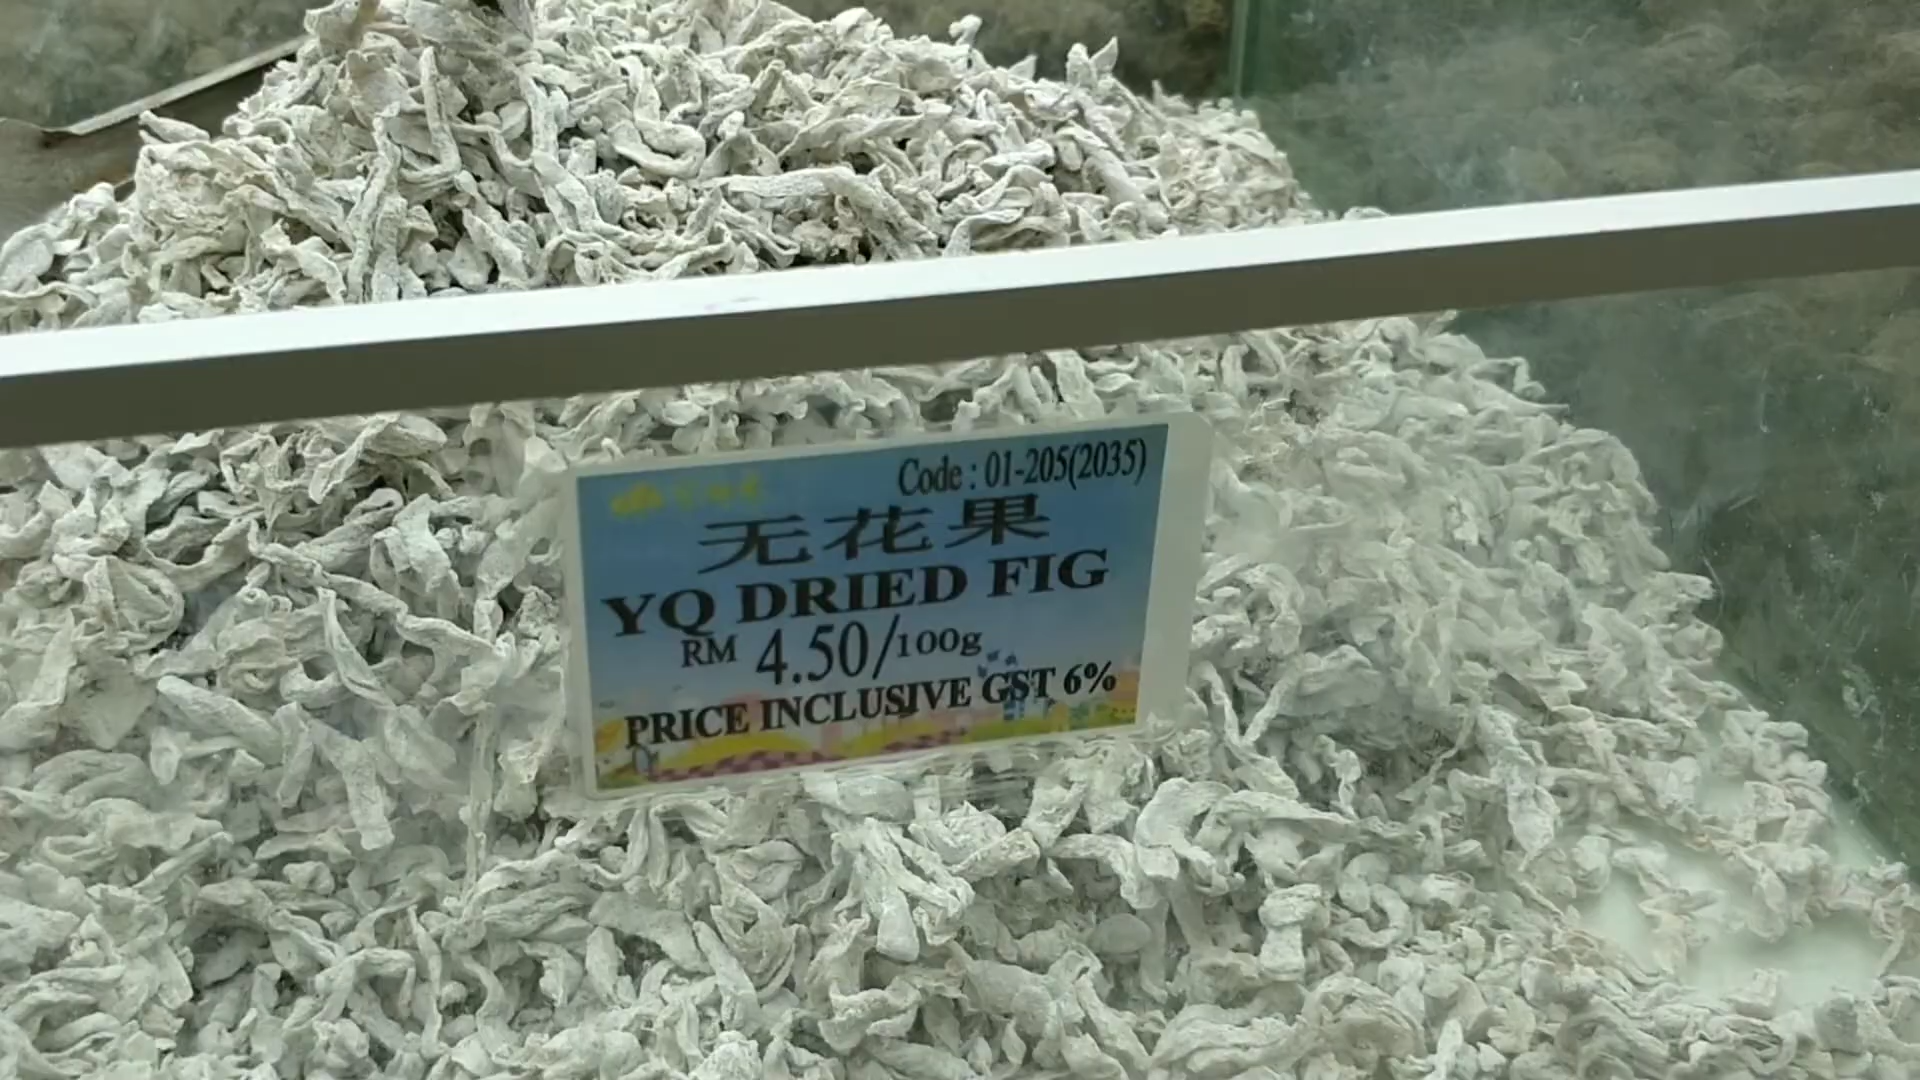 Code : 01-205(2035)
无花果
YQ DRIED FIG
RM 4.50/100g
PRICE INCLUSIVE GST 6%